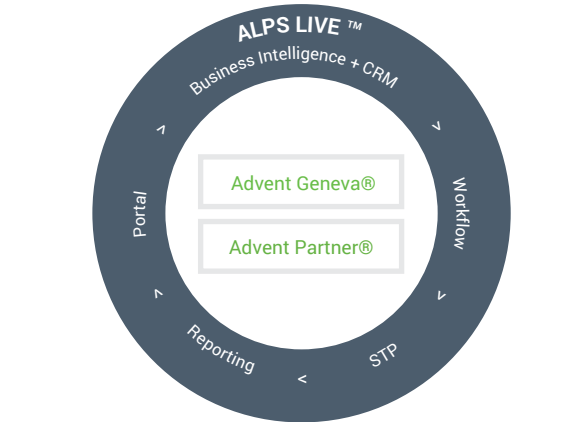 ALPS LIVE ™
Business Intelligence + CRM
>
Workflow
>
STP
>
Reporting
>
Portal
>
Advent Geneva®
Advent Partner®